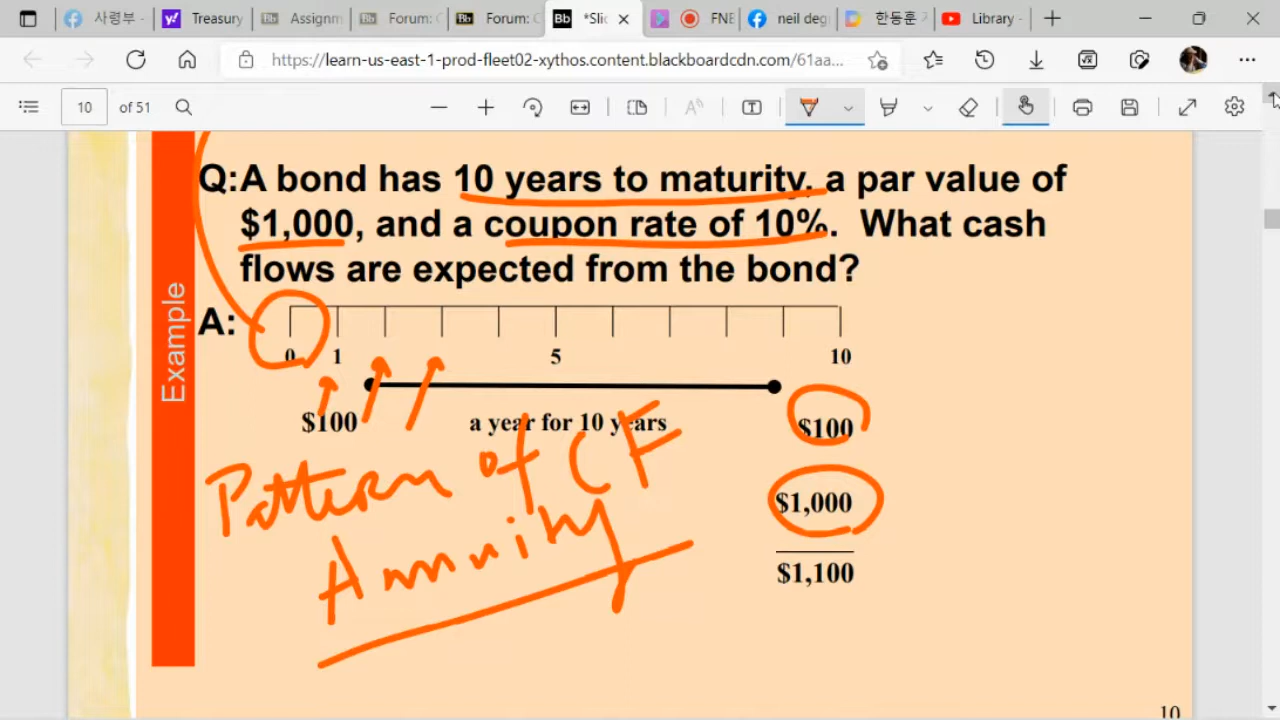 사령부 -
Treasury
Assignm
Forum: C
Forum: C
*Slic
FNE
neil deg
한동훈
Library -
https://learn-us-east-1-prod-fleet02-xythos.content.blackboardcdn.com/61aa...
10 of 51
Example
Q:A bond has 10 years to maturity, a par value of
$1,000, and a coupon rate of 10%. What cash
flows are expected from the bond?
A:
0 1 5 10
$100 a year for 10 years $100
Pattern of CF
$1,000
Annuity
$1,100
10